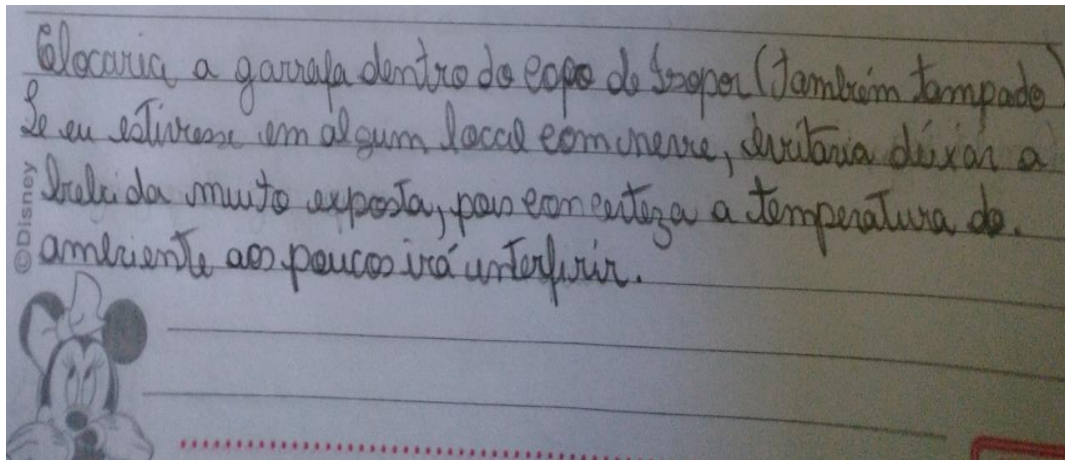 Colocaria a garrafa dentro do copo de Isopor (também tampado)
Se eu estivesse em algum local com neve, evitaria deixar a
bebida muito exposta, pois com certeza a temperatura do.
ambiente aos poucos irá interferir.
©Disney